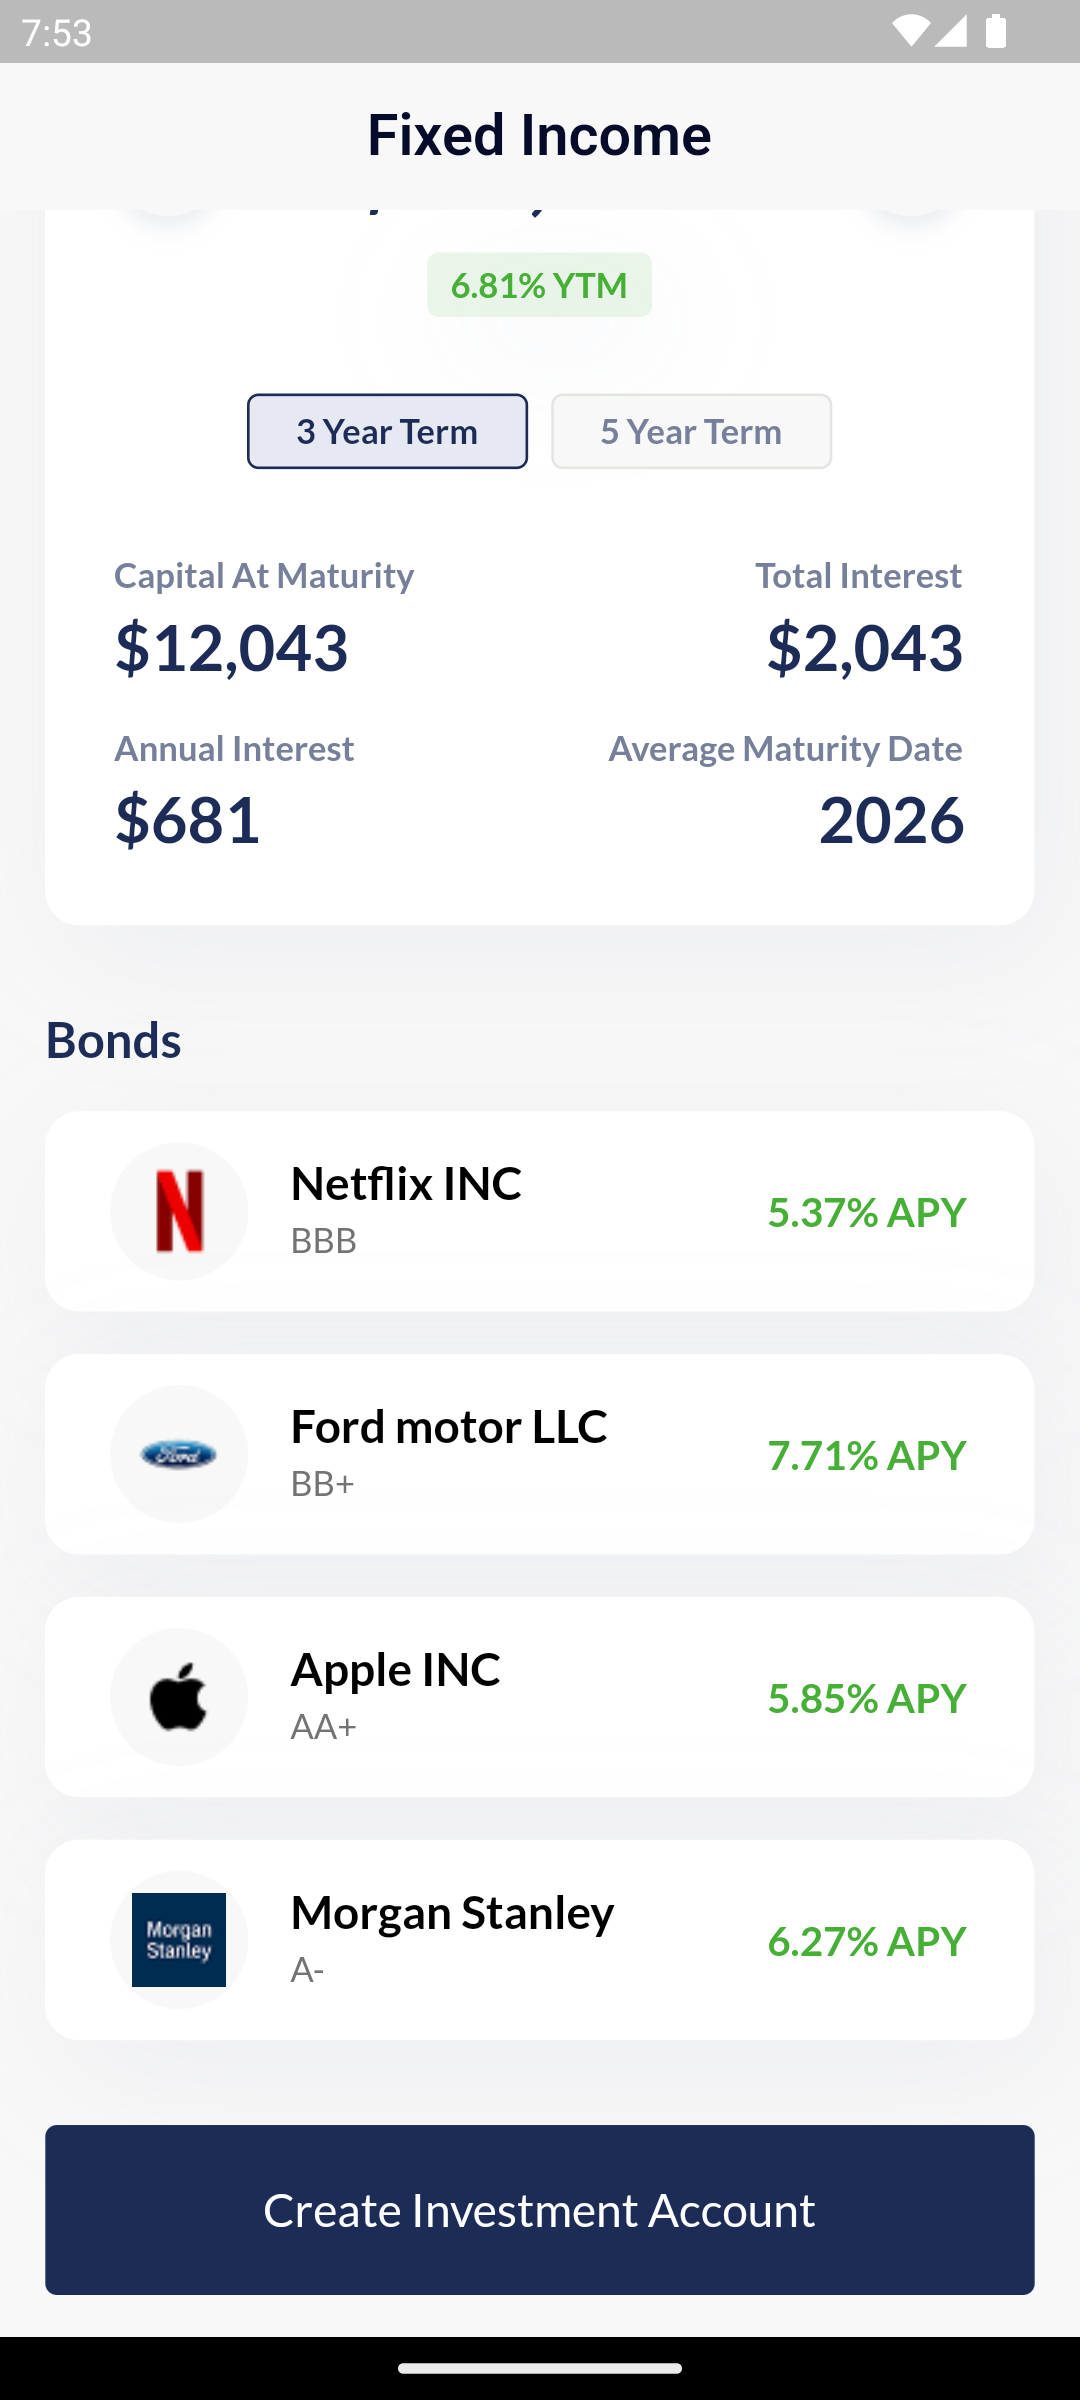 7:53
Fixed Income
6.81% YTM
3 Year Term
5 Year Term
Capital At Maturity
Total Interest
$12,043
$2,043
Annual Interest
Average Maturity Date
$681
2026
Bonds
Netflix INC
BBB
5.37% APY
Ford
Ford motor LLC
BB+
7.71% APY
Apple INC
AA+
5.85% APY
Morgan
Stanley
Morgan Stanley
A-
6.27% APY
Create Investment Account